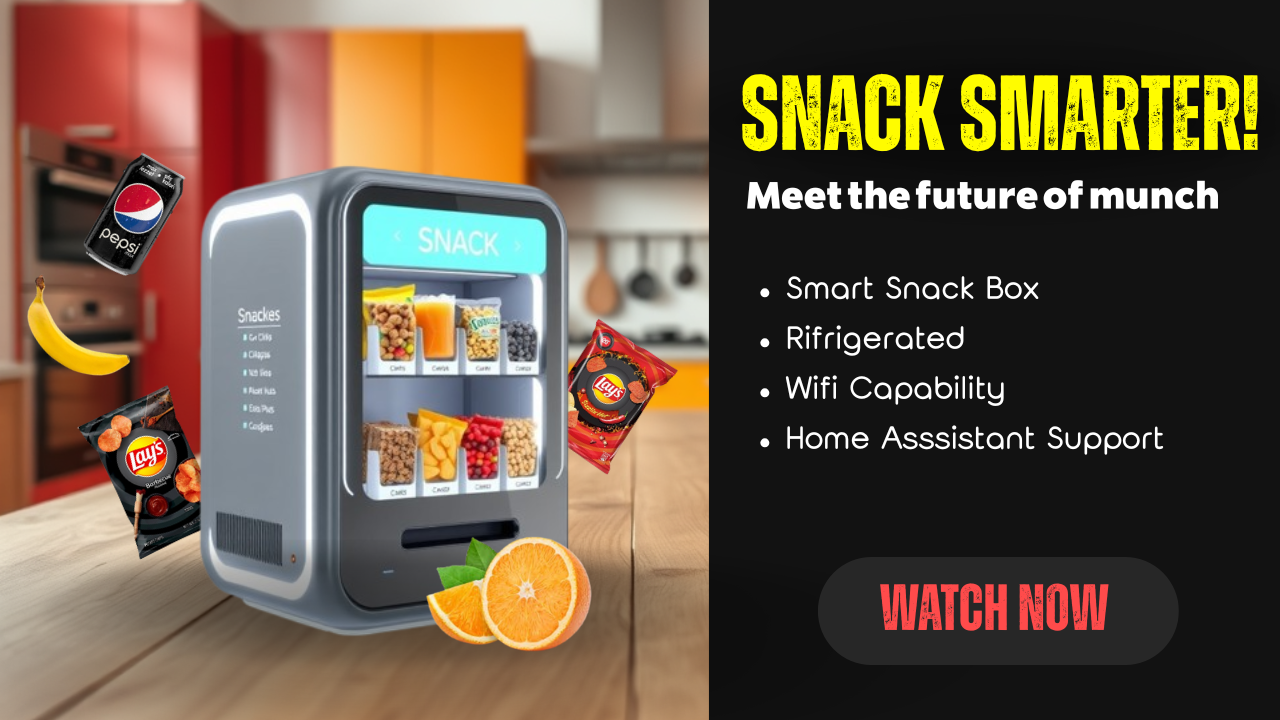 SNACK SMARTER!
Meet the future of munch
Smart Snack Box
Rifrigerated
Wifi Capability
Home Asssistant Support
WATCH NOW
SNACK
Snackes
pepsi
Lay's
Barbecue
Lay's